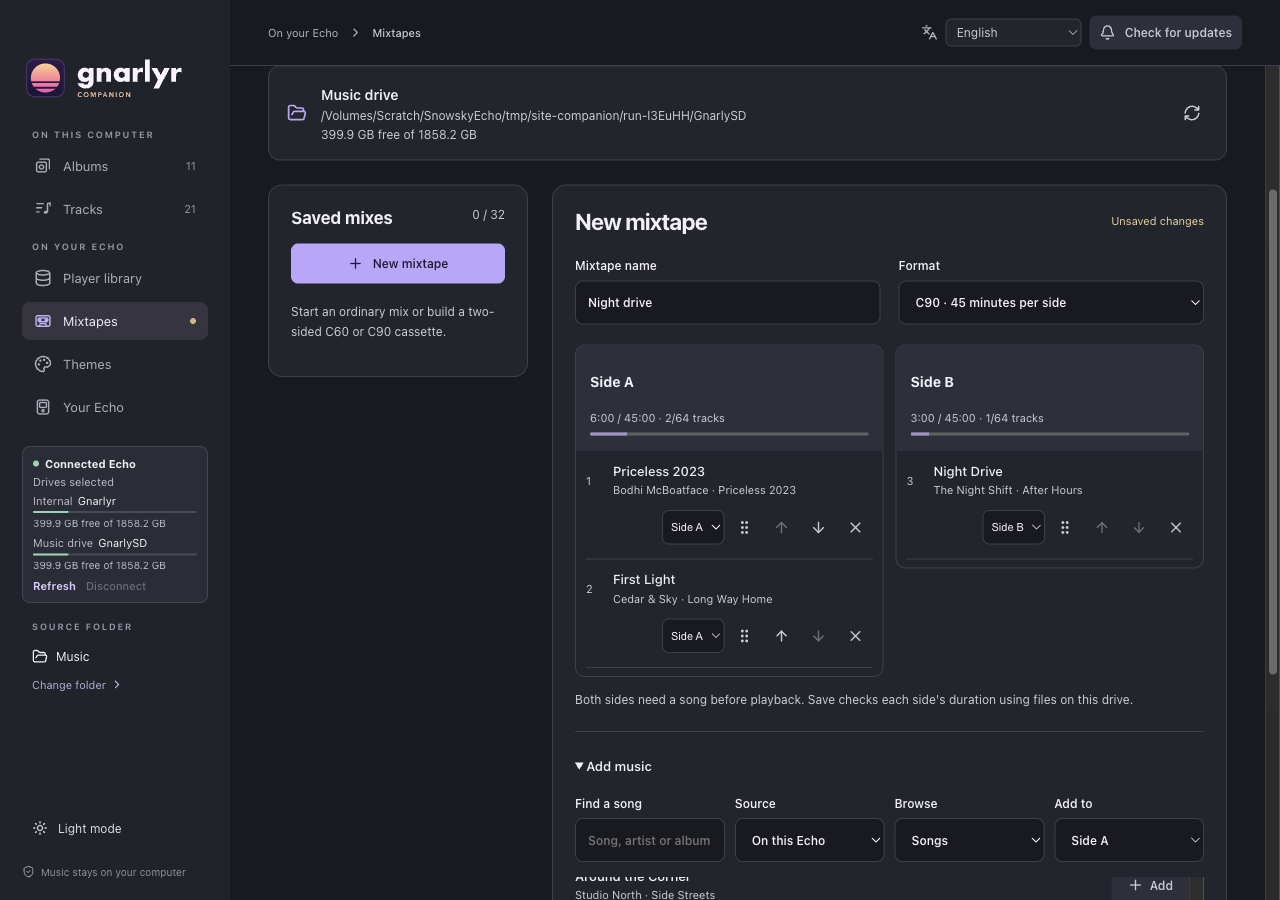 gnarlyr
COMPANION
ON THIS COMPUTER
Albums 11
Tracks 21
ON YOUR ECHO
Player library
Mixtapes
Themes
Your Echo
Connected Echo
Drives selected
Internal Gnarlyr
399.9 GB free of 1858.2 GB
Music drive GnarlySD
399.9 GB free of 1858.2 GB
Refresh Disconnect
SOURCE FOLDER
Music
Change folder
Light mode
Music stays on your computer
On your Echo Mixtapes
English
Check for updates
Music drive
/Volumes/Scratch/SnowskyEcho/tmp/site-companion/run-I3EuHH/GnarlySD
399.9 GB free of 1858.2 GB
Saved mixes 0 / 32
New mixtape
Start an ordinary mix or build a two-
sided C60 or C90 cassette.
New mixtape Unsaved changes
Mixtape name
Night drive
Format
C90 · 45 minutes per side
Side A
6:00 / 45:00 · 2/64 tracks
1 Priceless 2023
Bodhi McBoatface · Priceless 2023
Side A
2 First Light
Cedar & Sky · Long Way Home
Side A
Side B
3:00 / 45:00 · 1/64 tracks
3 Night Drive
The Night Shift · After Hours
Side B
Both sides need a song before playback. Save checks each side's duration using files on this drive.
Add music
Find a song Source Browse Add to
Song, artist or album On this Echo Songs Side A
Around the Corner
Studio North · Side Streets
Add